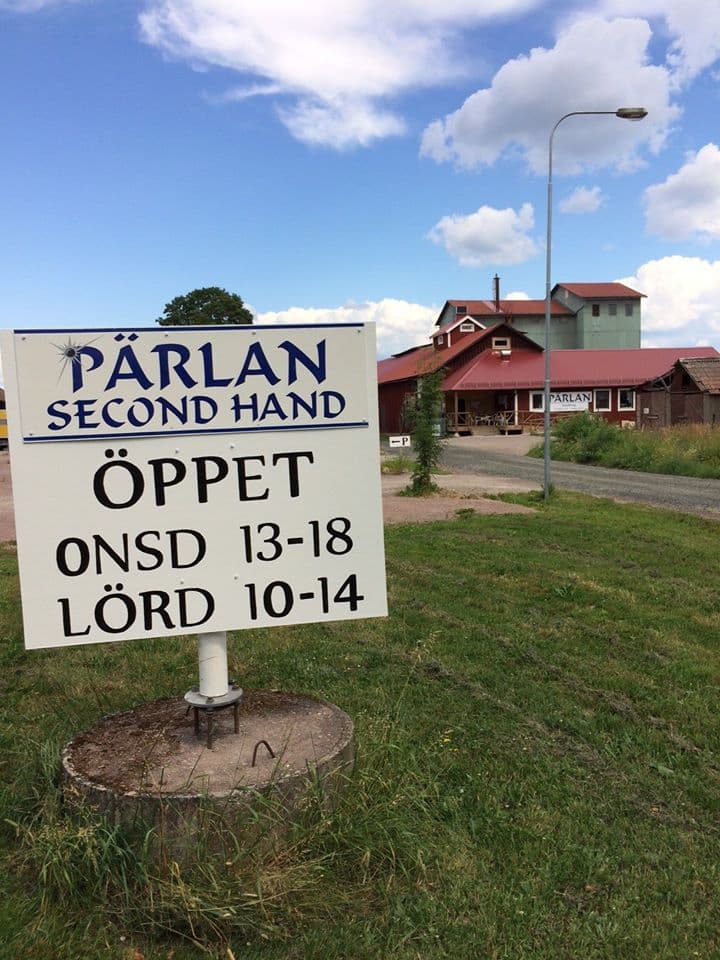 PÄRLAN
SECOND HAND
ÖPPET
ONSD 13-18
LÖRD 10-14
PÄRLAN
←P